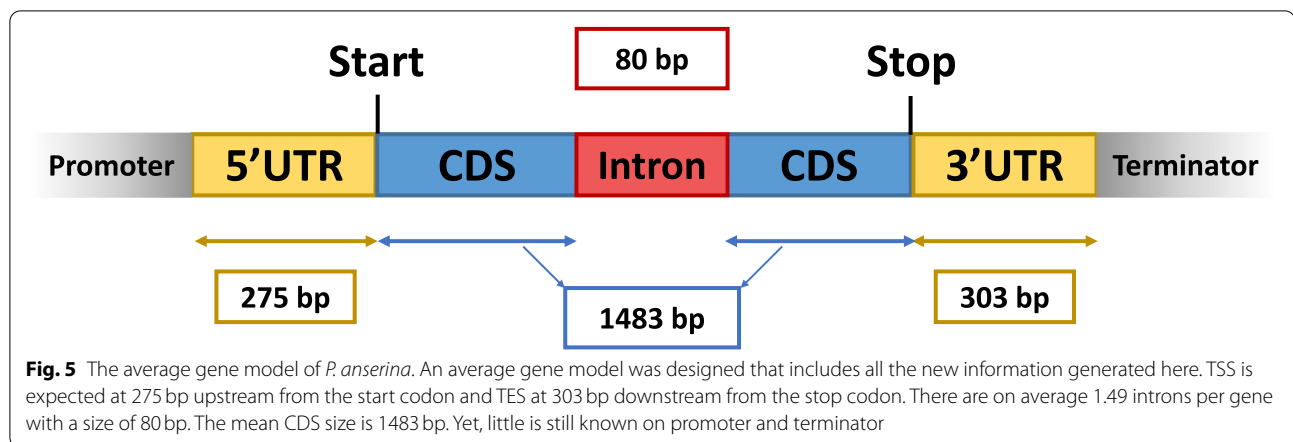 80 bp
Start Stop
Promoter 5’UTR CDS Intron CDS 3’UTR Terminator
275 bp 1483 bp 303 bp
Fig. 5 The average gene model of P. anserina. An average gene model was designed that includes all the new information generated here. TSS is
expected at 275 bp upstream from the start codon and TES at 303 bp downstream from the stop codon. There are on average 1.49 introns per gene
with a size of 80 bp. The mean CDS size is 1483 bp. Yet, little is still known on promoter and terminator